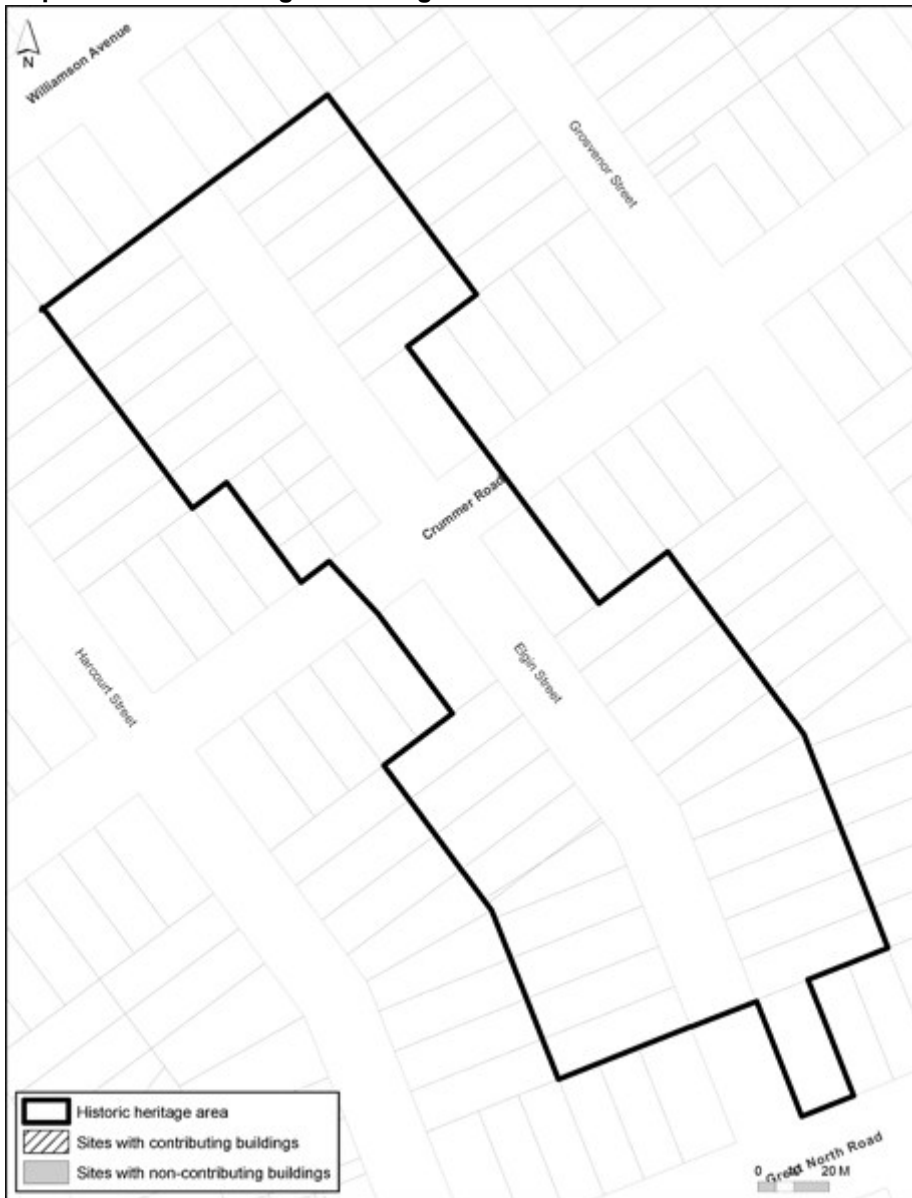 N
Williamson Avenue
Grosvenor Street
Crummer Road
Elgin Street
Harcourt Street
Great North Road
Historic heritage area
Sites with contributing buildings
Sites with non-contributing buildings
0
20 M